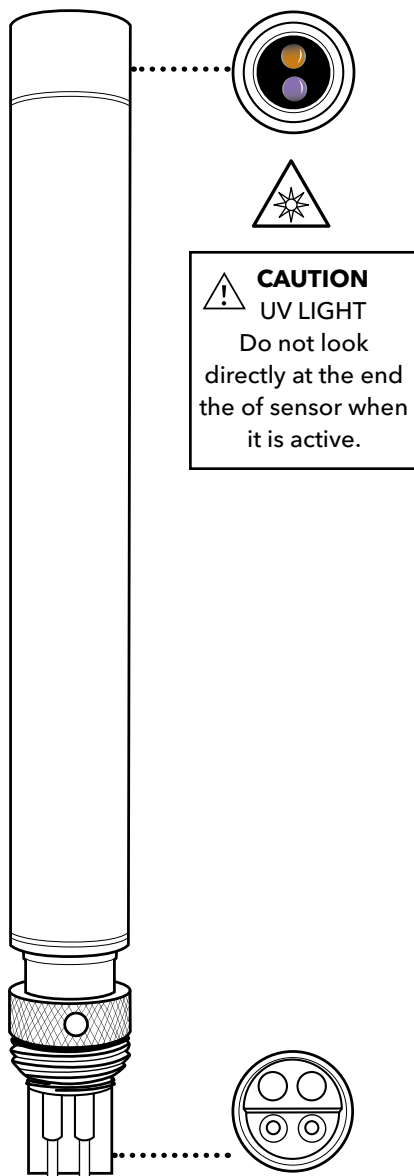 CAUTION
UV LIGHT
Do not look
directly at the end
the of sensor when
it is active.